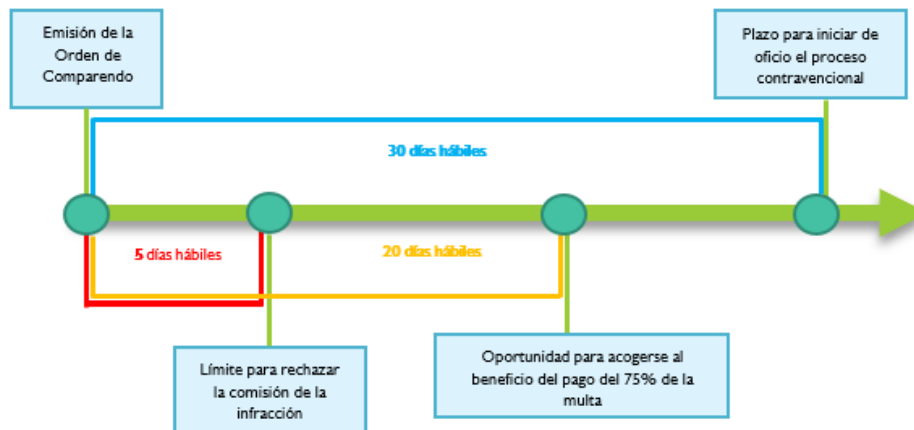 Emisión de la
Orden de
Comparendo
Plazo para iniciar de
oficio el proceso
contravencional
30 días hábiles
5 días hábiles
20 días hábiles
Límite para rechazar
la comisión de la
infracción
Oportunidad para acogerse al
beneficio del pago del 75% de la
multa